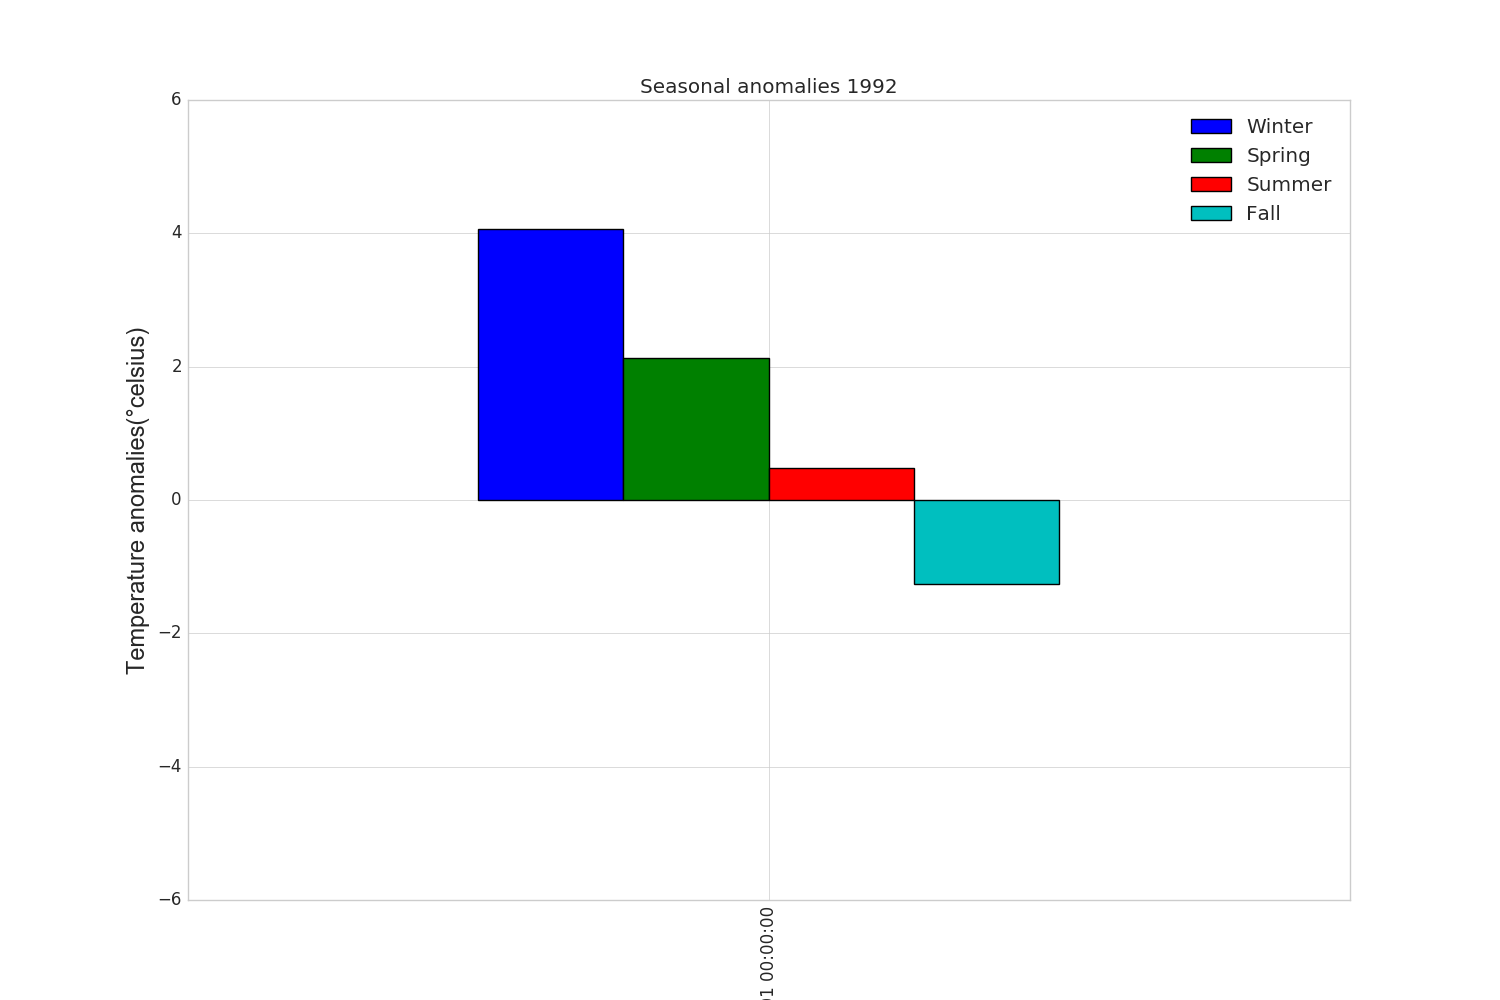 Seasonal anomalies 1992
6
4
2
0
−2
−4
−6
Temperature anomalies(°celsius)
Winter
Spring
Summer
Fall
00:00:00